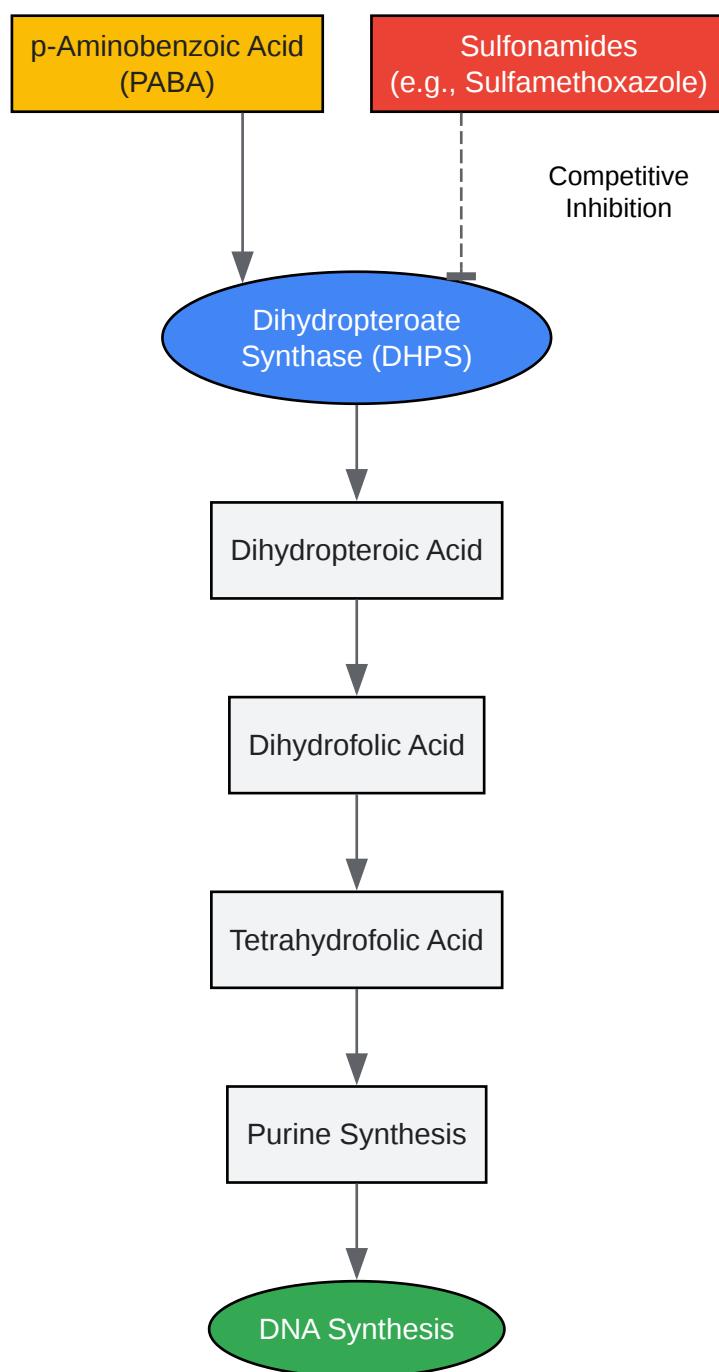 p-Aminobenzoic Acid
(PABA)
Sulfonamides
(e.g., Sulfamethoxazole)
Competitive
Inhibition
Dihydropteroate
Synthase (DHPS)
Dihydropteroic Acid
Dihydrofolic Acid
Tetrahydrofolic Acid
Purine Synthesis
DNA Synthesis